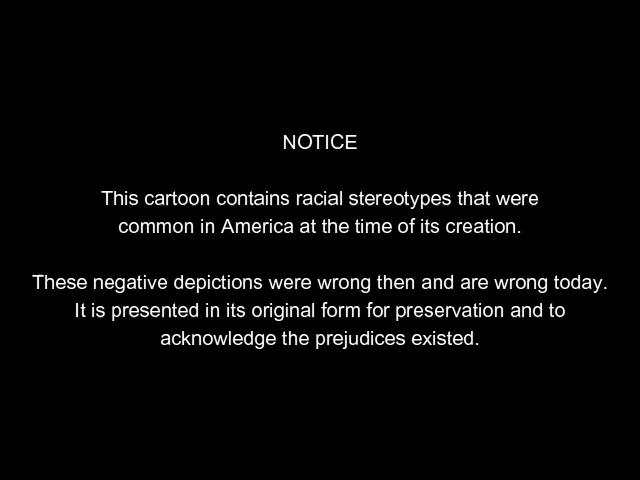 NOTICE
This cartoon contains racial stereotypes that were
common in America at the time of its creation.
These negative depictions were wrong then and are wrong today.
It is presented in its original form for preservation and to
acknowledge the prejudices existed.